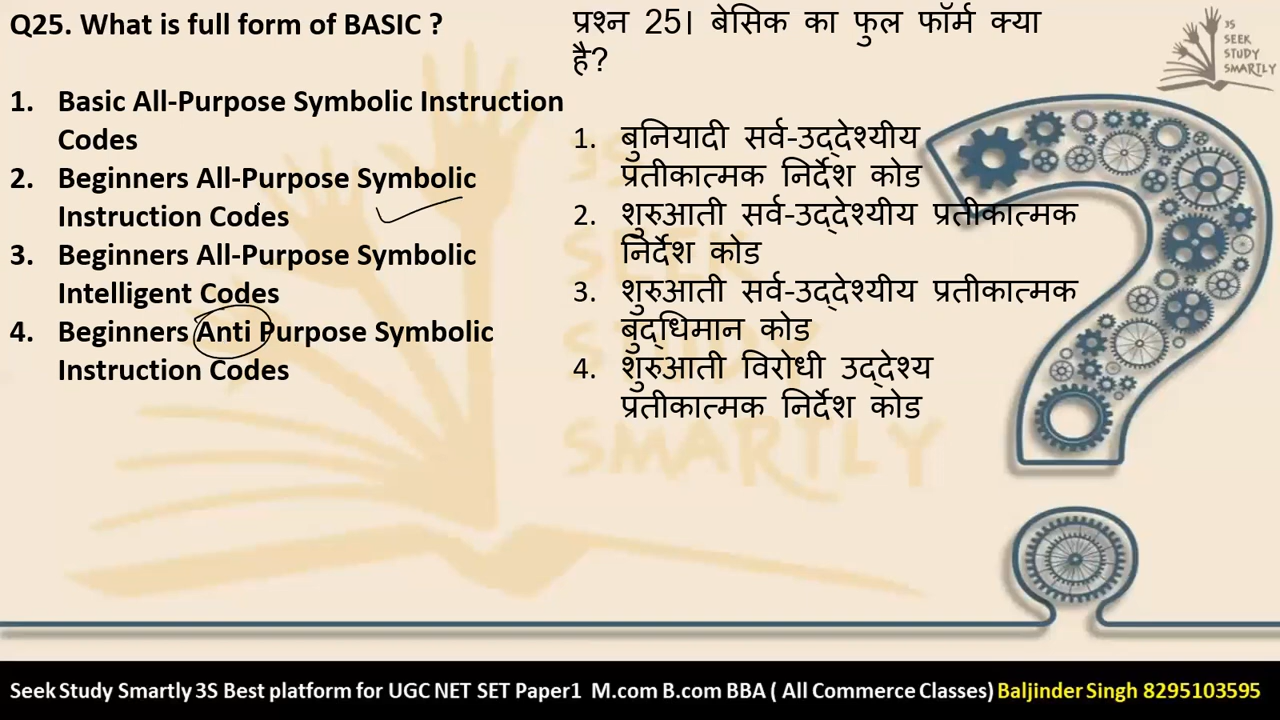 Q25. What is full form of BASIC ?
1. Basic All-Purpose Symbolic Instruction
Codes
2. Beginners All-Purpose Symbolic
Instruction Codes
3. Beginners All-Purpose Symbolic
Intelligent Codes
4. Beginners Anti Purpose Symbolic
Instruction Codes
प्रश्न 25। बेसिक का फुल फॉर्म क्या
है?
1. बुनियादी सर्व-उद्देश्यीय
प्रतीकात्मक निर्देश कोड
2. शुरुआती सर्व-उद्देश्यीय प्रतीकात्मक
निर्देश कोड
3. शुरुआती सर्व-उद्देश्यीय प्रतीकात्मक
बुद्धिमान कोड
4. शुरुआती विरोधी उद्देश्य
प्रतीकात्मक निर्देश कोड
3S
SEEK
STUDY
SMARTLY
3S
SEEK
STUDY
SMARTLY
Seek Study Smartly 3S Best platform for UGC NET SET Paper1 M.com B.com BBA ( All Commerce Classes) Baljinder Singh 8295103595